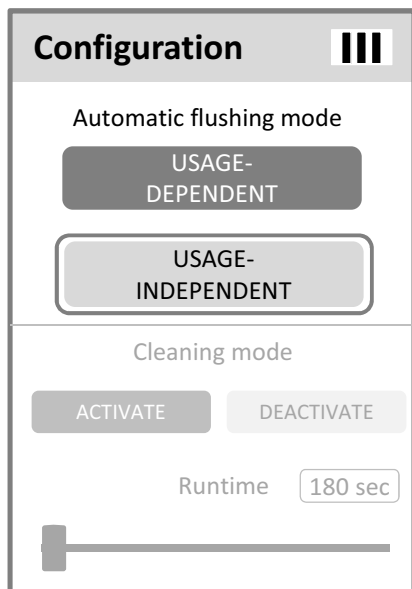 Configuration
Automatic flushing mode
USAGE-
DEPENDENT
USAGE-
INDEPENDENT
Cleaning mode
ACTIVATE DEACTIVATE
Runtime 180 sec